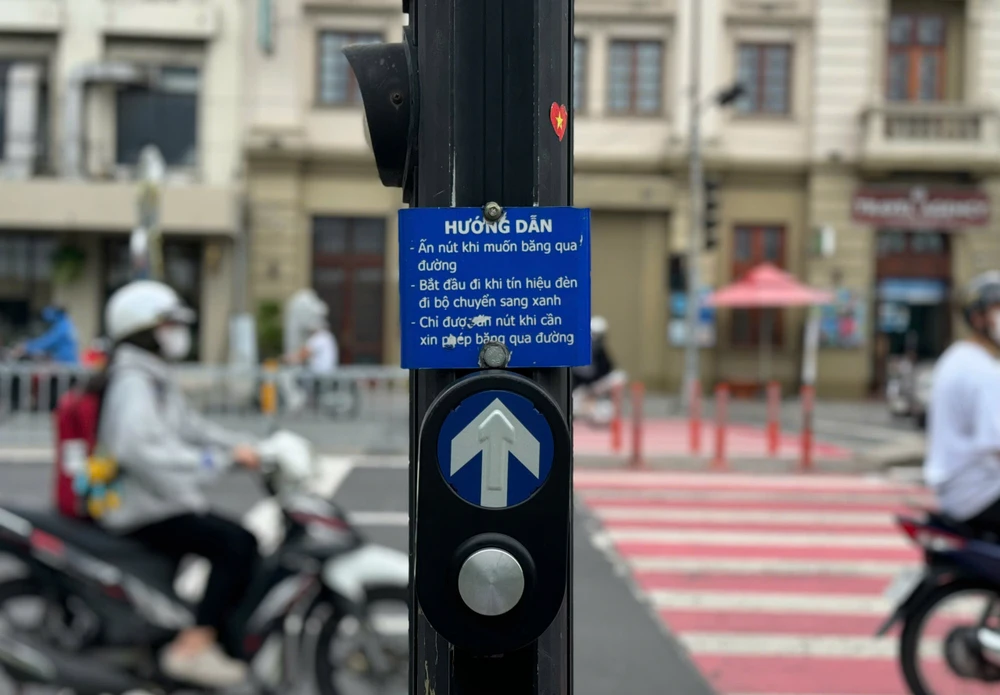 HƯỚNG DẪN
- Ấn nút khi muốn băng qua
đường
- Bắt đầu đi khi tín hiệu đèn
đi bộ chuyển sang xanh
- Chỉ được ấn nút khi cần
xin phép băng qua đường